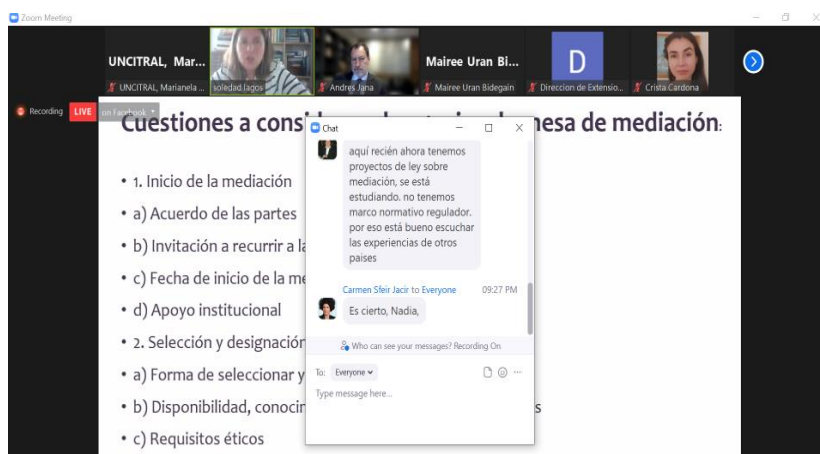 Zoom Meeting
UNCITRAL, Mar...
UNCITRAL, Marianela ...
soledad lagos
Andres Jana
Mairee Uran Bi...
Mairee Uran Bidegain
D
Direccion de Extensio...
Crista Cardona
Recording
LIVE
on Facebook
Cuestiones a consi
mesa de mediación:
• 1. Inicio de la mediación
• a) Acuerdo de las partes
• b) Invitación a recurrir a la
• c) Fecha de inicio de la me
• d) Apoyo institucional
• 2. Selección y designación
• a) Forma de seleccionar y
• b) Disponibilidad, conocim
s
• c) Requisitos éticos
Chat
aquí recién ahora tenemos
proyectos de ley sobre
mediación, se está
estudiando. no tenemos
marco normativo regulador.
por eso está bueno escuchar
las experiencias de otros
paises
Carmen Sfeir Jacir to Everyone 09:27 PM
Es cierto, Nadia,
Who can see your messages? Recording On
To: Everyone
Type message here...